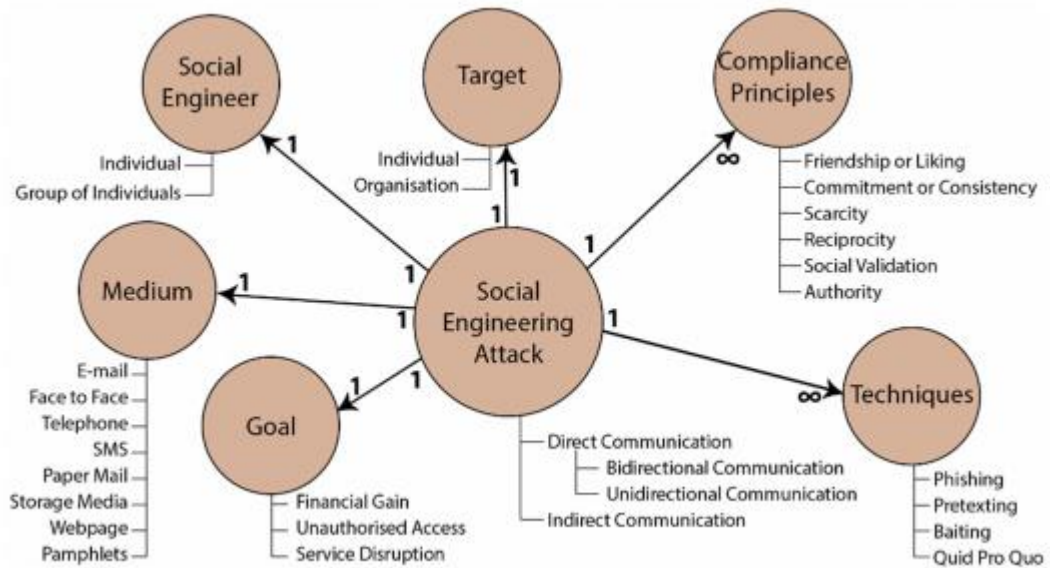 Social
Engineer
Individual
Group of Individuals
Target
Individual
Organisation
Compliance
Principles
Friendship or Liking
Commitment or Consistency
Scarcity
Reciprocity
Social Validation
Authority
1
1
∞
1
1
1
Medium
1
1
Social
Engineering
Attack
1
E-mail
Face to Face
Telephone
SMS
Paper Mail
Storage Media
Webpage
Pamphlets
Goal
1
1
Financial Gain
Unauthorised Access
Service Disruption
Direct Communication
Bidirectional Communication
Unidirectional Communication
Indirect Communication
∞
Techniques
Phishing
Pretexting
Baiting
Quid Pro Quo